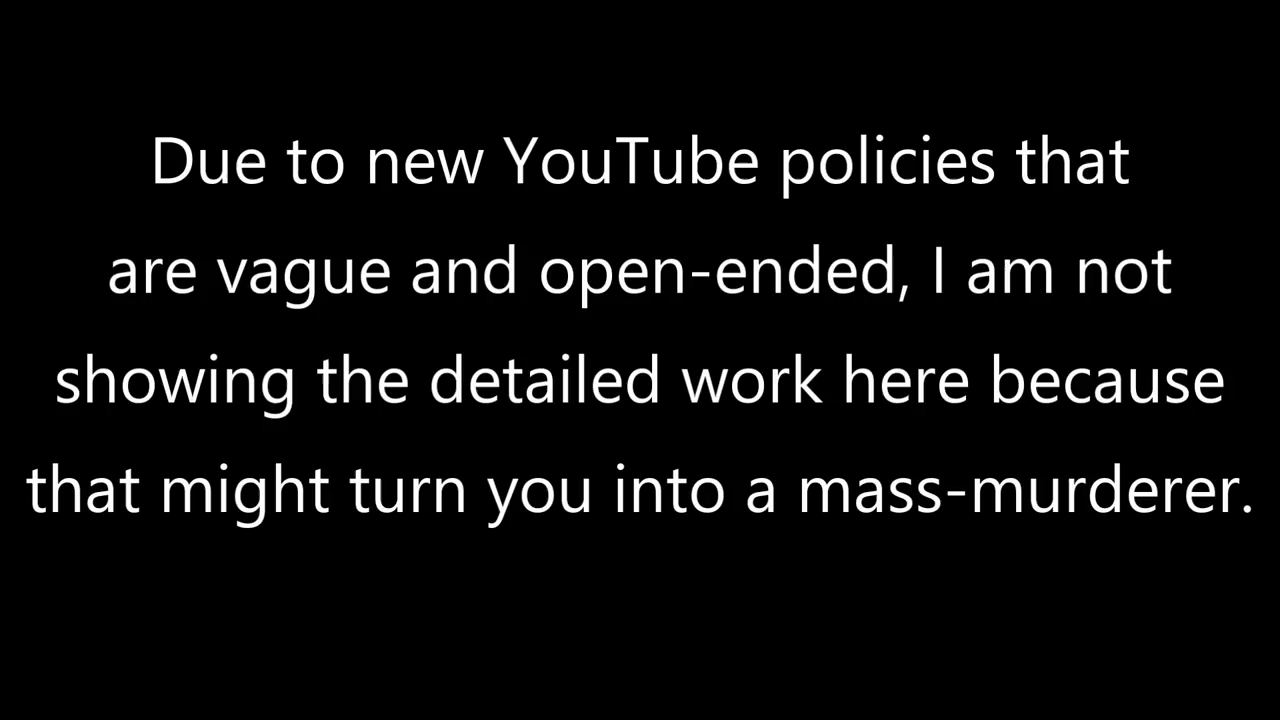 Due to new YouTube policies that
are vague and open-ended, I am not
showing the detailed work here because
that might turn you into a mass-murderer.